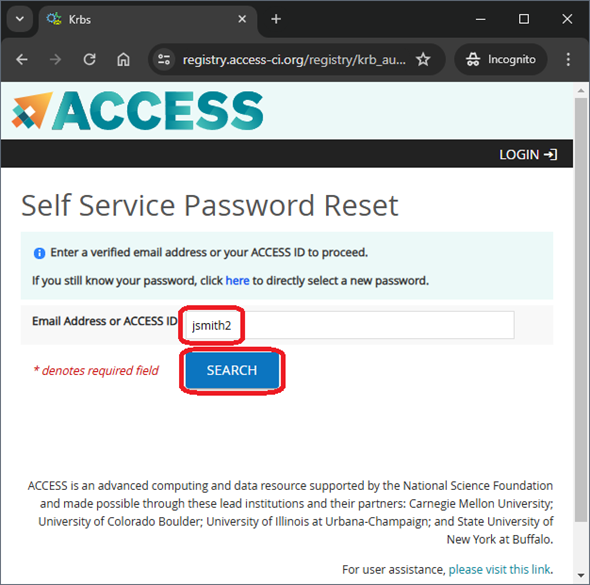 Krbs
registry.access-ci.org/registry/krb_au...
Incognito
ACCESS
LOGIN
Self Service Password Reset
Enter a verified email address or your ACCESS ID to proceed.
If you still know your password, click here to directly select a new password.
Email Address or ACCESS ID
jsmith2
* denotes required field
SEARCH
ACCESS is an advanced computing and data resource supported by the National Science Foundation
and made possible through these lead institutions and their partners: Carnegie Mellon University;
University of Colorado Boulder; University of Illinois at Urbana-Champaign; and State University of
New York at Buffalo.
For user assistance, please visit this link.